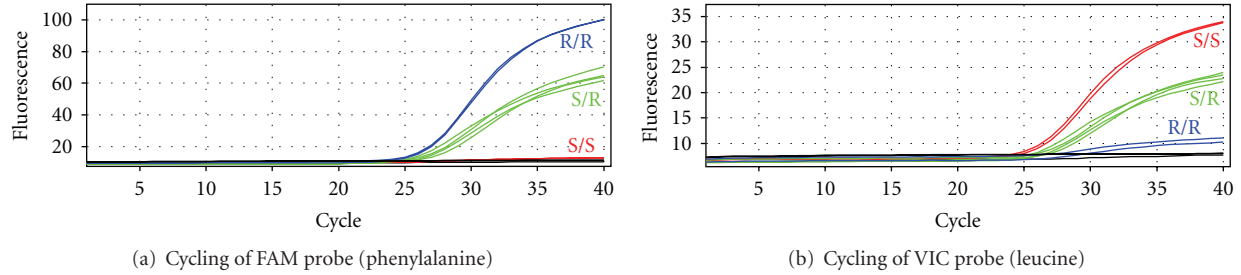 100
80
60
40
20
Fluorescence
R/R
S/R
S/S
5 10 15 20 25 30 35 40
Cycle
(a) Cycling of FAM probe (phenylalanine)
35
30
25
20
15
10
Fluorescence
S/S
S/R
R/R
5 10 15 20 25 30 35 40
Cycle
(b) Cycling of VIC probe (leucine)